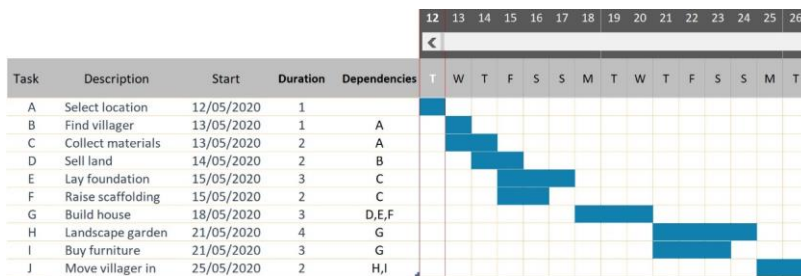 12 13 14 15 16 17 18 19 20 21 22 23 24 25 26
Task Description Start Duration Dependencies T W T F S S M T W T F S S M T
A Select location 12/05/2020 1
B Find villager 13/05/2020 1 A
C Collect materials 13/05/2020 2 A
D Sell land 14/05/2020 2 B
E Lay foundation 15/05/2020 3 C
F Raise scaffolding 15/05/2020 2 C
G Build house 18/05/2020 3 D,E,F
H Landscape garden 21/05/2020 4 G
I Buy furniture 21/05/2020 3 G
J Move villager in 25/05/2020 2 H,I